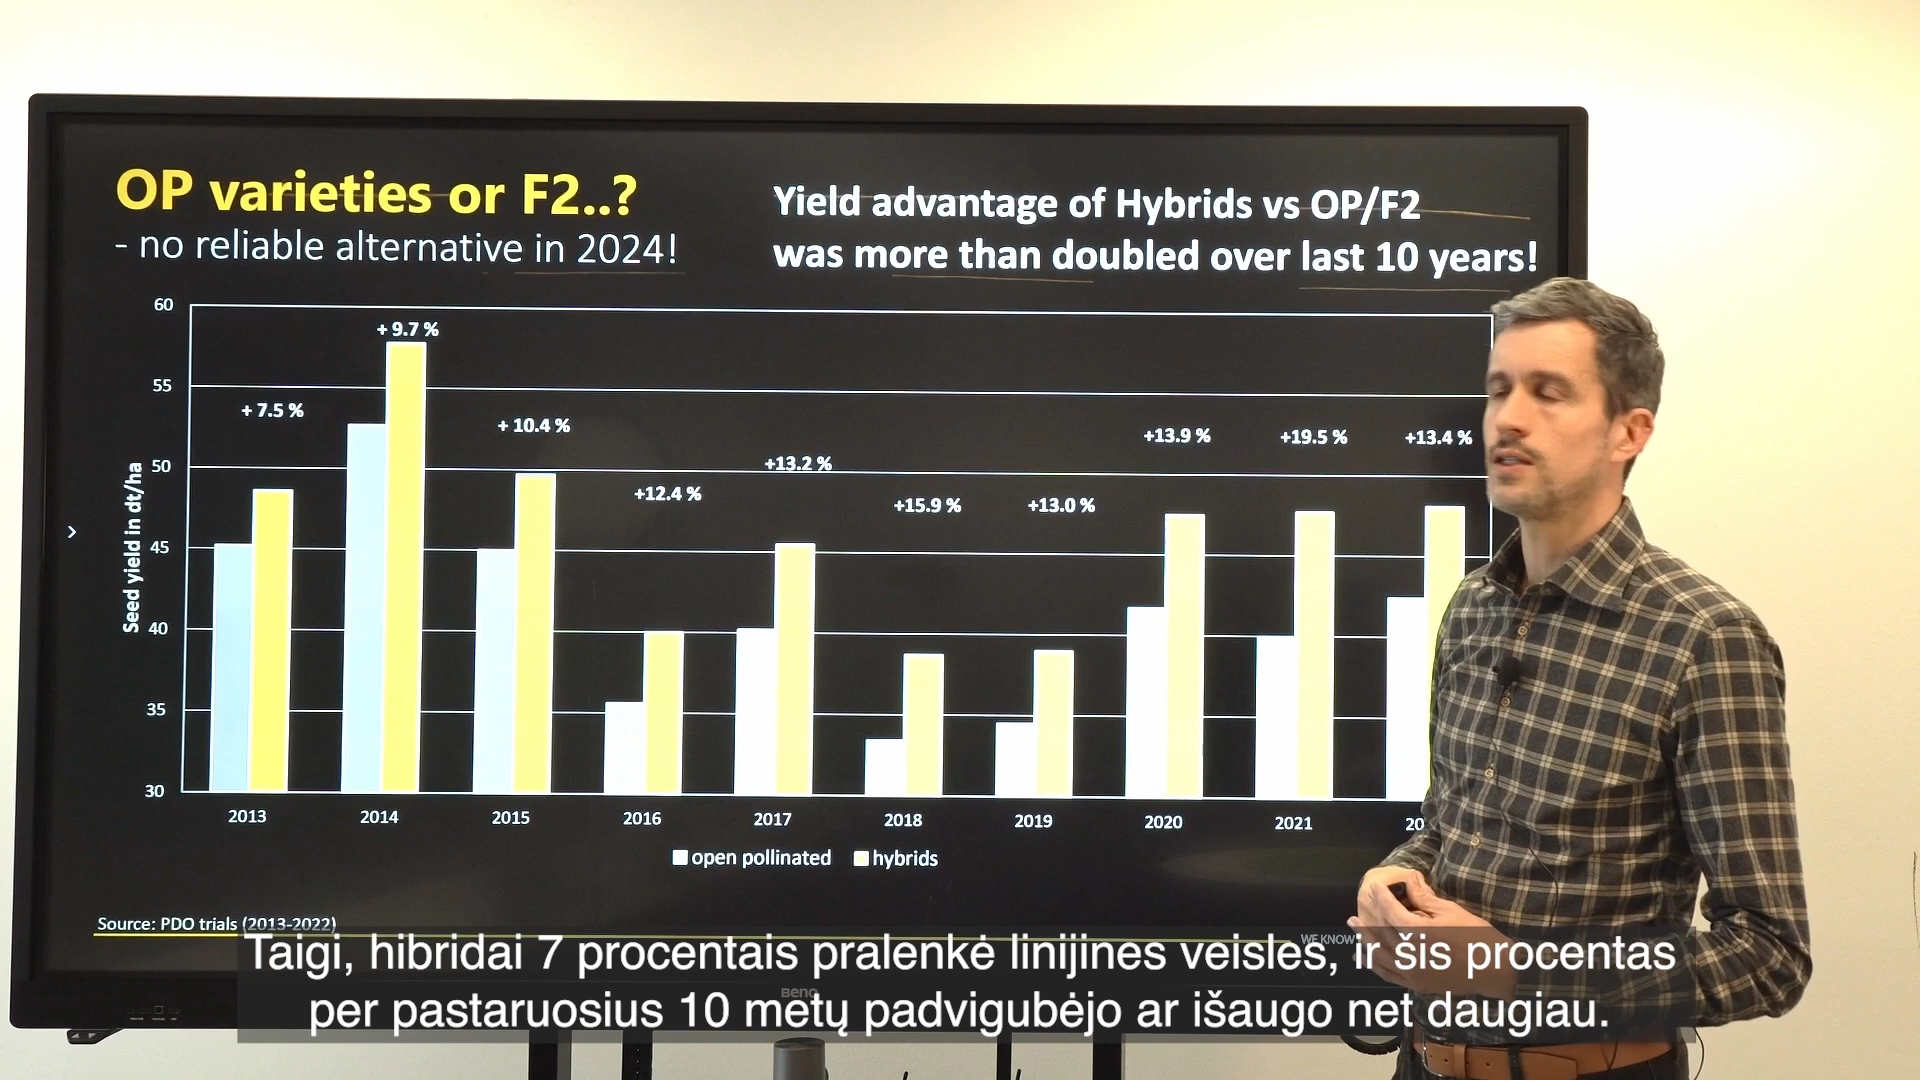 OP varieties or F2..?
- no reliable alternative in 2024!
Yield advantage of Hybrids vs OP/F2
was more than doubled over last 10 years!
Seed yield in dt/ha
60
55
50
45
40
35
30
+ 7.5 %
+ 9.7 %
+ 10.4 %
+12.4 %
+13.2 %
+15.9 %
+13.0 %
+13.9 %
+19.5 %
+13.4 %
2013
2014
2015
2016
2017
2018
2019
2020
2021
20
open pollinated
hybrids
Source: PDO trials (2013-2022)
WE KNOW
BenQ
Taigi, hibridai 7 procentais pralenkė linijines veisles, ir šis procentas
per pastaruosius 10 metų padvigubėjo ar išaugo net daugiau.